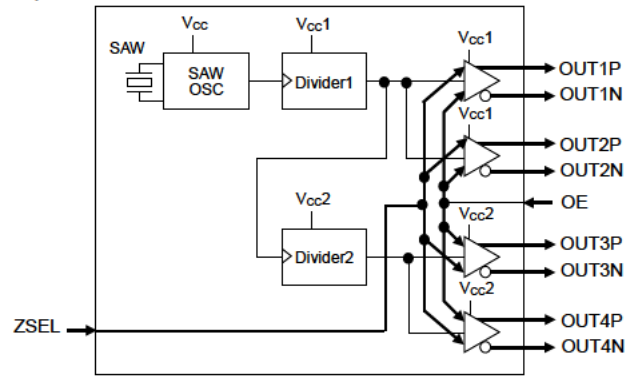 VCC
VCC1
VCC1
SAW
SAW
OSC
Divider1
OUT1P
OUT1N
VCC1
OUT2P
OUT2N
OE
VCC2
VCC2
Divider2
OUT3P
OUT3N
VCC2
ZSEL
OUT4P
OUT4N